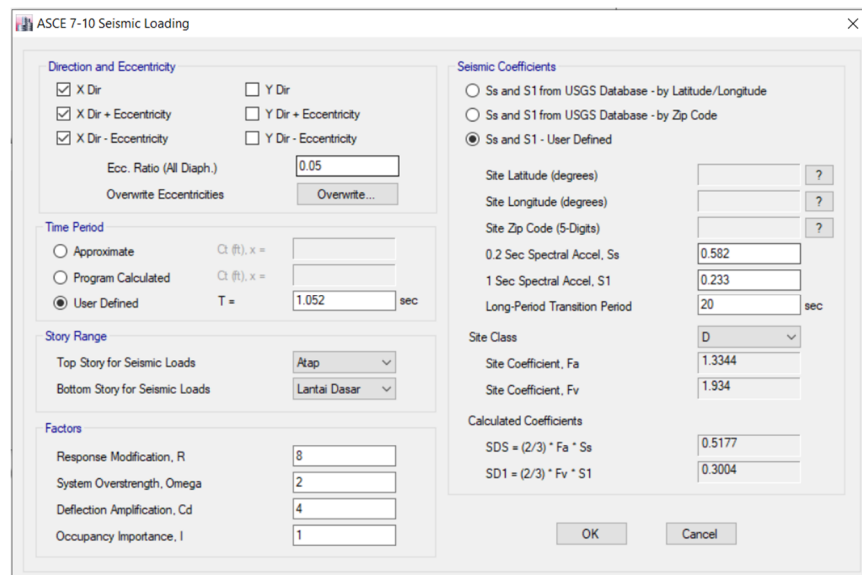 ASCE 7-10 Seismic Loading
Direction and Eccentricity
X Dir
Y Dir
X Dir + Eccentricity
Y Dir + Eccentricity
X Dir - Eccentricity
Y Dir - Eccentricity
Ecc. Ratio (All Diaph.)
0.05
Overwrite Eccentricities
Overwrite...
Time Period
Approximate
Ct (ft), x =
Program Calculated
Ct (ft), x =
User Defined
T =
1.052
sec
Story Range
Top Story for Seismic Loads
Atap
Bottom Story for Seismic Loads
Lantai Dasar
Factors
Response Modification, R
8
System Overstrength, Omega
2
Deflection Amplification, Cd
4
Occupancy Importance, I
1
Seismic Coefficients
Ss and S1 from USGS Database - by Latitude/Longitude
Ss and S1 from USGS Database - by Zip Code
Ss and S1 - User Defined
Site Latitude (degrees)
?
Site Longitude (degrees)
?
Site Zip Code (5-Digits)
?
0.2 Sec Spectral Accel, Ss
0.582
1 Sec Spectral Accel, S1
0.233
Long-Period Transition Period
20
sec
Site Class
D
Site Coefficient, Fa
1.3344
Site Coefficient, Fv
1.934
Calculated Coefficients
SDS = (2/3) * Fa * Ss
0.5177
SD1 = (2/3) * Fv * S1
0.3004
OK
Cancel